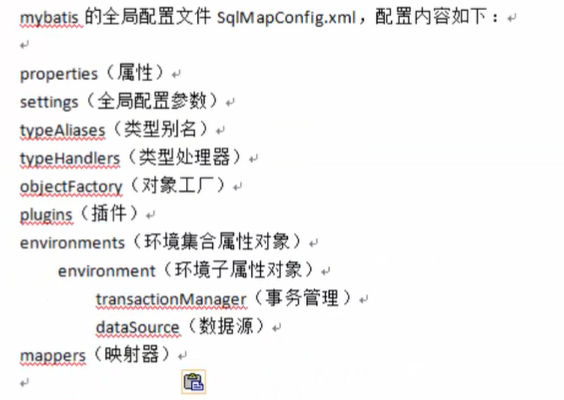 mybatis 的全局配置文件 SqlMapConfig.xml，配置内容如下：
properties（属性）
settings（全局配置参数）
typeAliases（类型别名）
typeHandlers（类型处理器）
objectFactory（对象工厂）
plugins（插件）
environments（环境集合属性对象）
environment（环境子属性对象）
transactionManager（事务管理）
dataSource（数据源）
mappers（映射器）